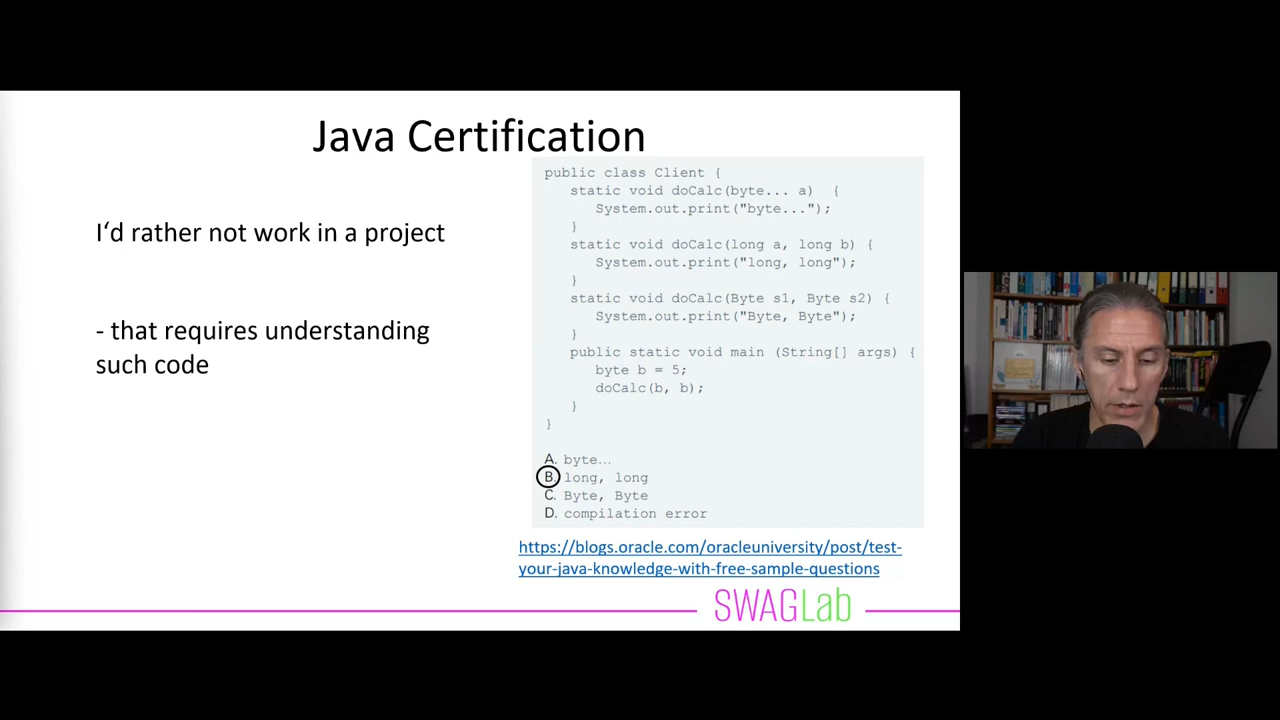 Java Certification
I‘d rather not work in a project
- that requires understanding
such code
public class Client {
static void doCalc(byte... a) {
System.out.print("byte...");
}
static void doCalc(long a, long b) {
System.out.print("long, long");
}
static void doCalc(Byte s1, Byte s2) {
System.out.print("Byte, Byte");
}
public static void main (String[] args) {
byte b = 5;
doCalc(b, b);
}
}
A. byte...
B. long, long
C. Byte, Byte
D. compilation error
https://blogs.oracle.com/oracleuniversity/post/test-
your-java-knowledge-with-free-sample-questions
SWAGLab